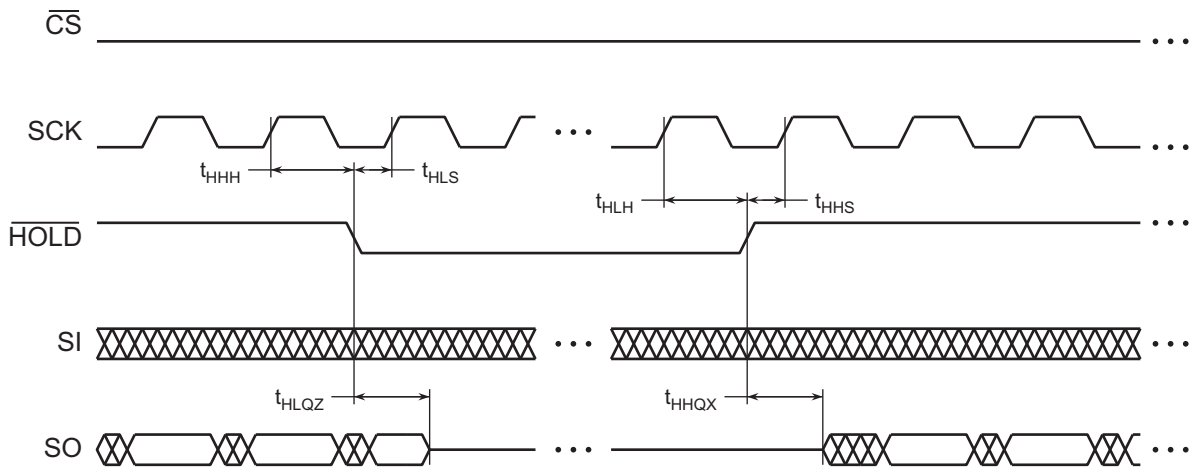 CS
SCK
tHHH
tHLS
tHLH
tHHS
HOLD
SI
tHLQZ
tHHQX
SO